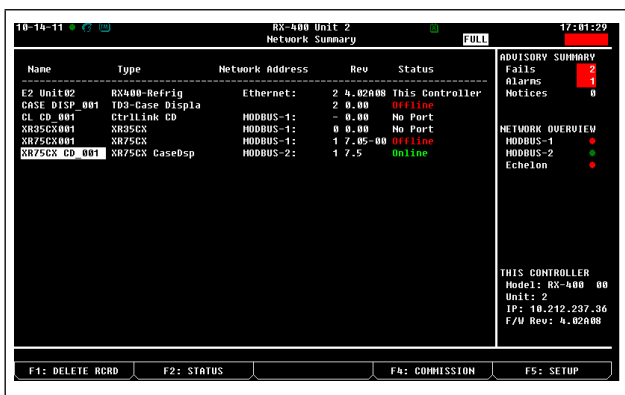 10-14-11 RX-400 Unit 2 17:01:29
Network Summary FULL
Name Type Network Address Rev Status
E2 Unit02 RX400-Refrig Ethernet: 2 4.02A08 This Controller
CASE DISP_001 TD3-Case Displa 2 0.00 Offline
CL CD_001 CtrlLink CD MODBUS-1: - 0.00 No Port
XR35CX001 XR35CX MODBUS-1: 0 0.00 No Port
XR75CX001 XR75CX MODBUS-1: 1 7.05-00 Offline
XR75CX CD_001 XR75CX CaseDsp MODBUS-2: 1 7.5 Online
ADVISORY SUMMARY
Fails 2
Alarms 1
Notices 0
NETWORK OVERVIEW
MODBUS-1
MODBUS-2
Echelon
THIS CONTROLLER
Model: RX-400 00
Unit: 2
IP: 10.212.237.36
F/W Rev: 4.02A08
F1: DELETE RCRD F2: STATUS F4: COMMISSION F5: SETUP